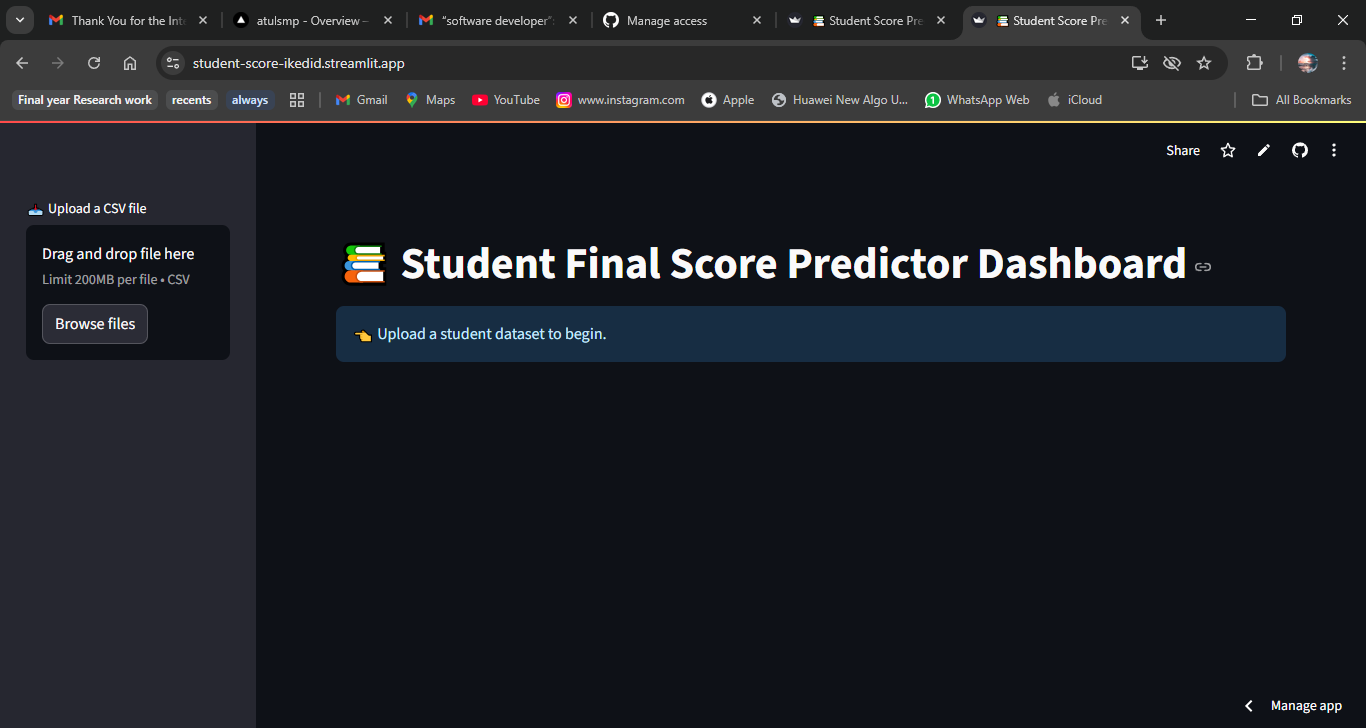 Thank You for the Inte
atulsmp - Overview –
"software developer":
Manage access
Student Score Pre
Student Score Pre
student-score-ikedid.streamlit.app
Final year Research work
recents
always
Gmail
Maps
YouTube
www.instagram.com
Apple
Huawei New Algo U...
1
WhatsApp Web
iCloud
All Bookmarks
Share
Upload a CSV file
Drag and drop file here
Limit 200MB per file • CSV
Browse files
Student Final Score Predictor Dashboard
Upload a student dataset to begin.
Manage app